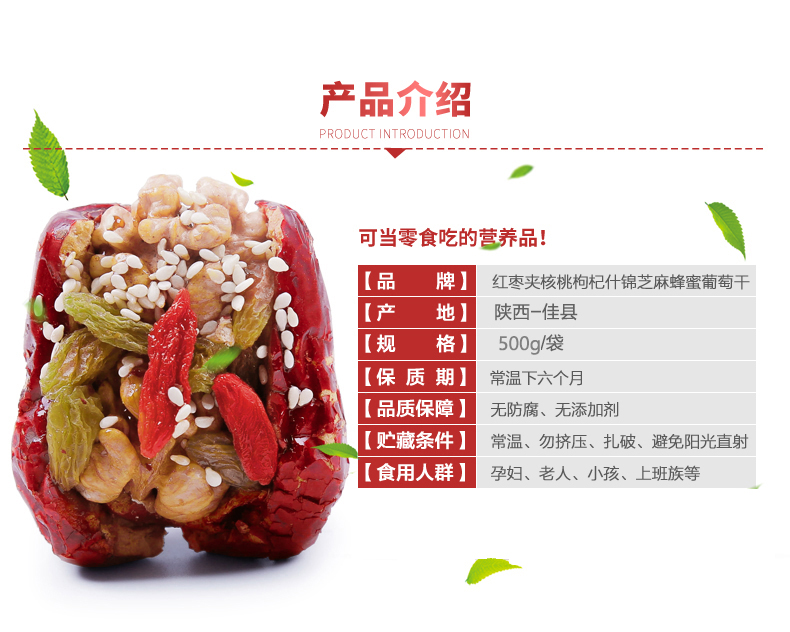 产品介绍
PRODUCT INTRODUCTION
可当零食吃的营养品！
【品牌】 红枣夹核桃枸杞什锦芝麻蜂蜜葡萄干
【产地】 陕西-佳县
【规格】 500g/袋
【保质期】 常温下六个月
【品质保障】 无防腐、无添加剂
【贮藏条件】 常温、勿挤压、扎破、避免阳光直射
【食用人群】 孕妇、老人、小孩、上班族等